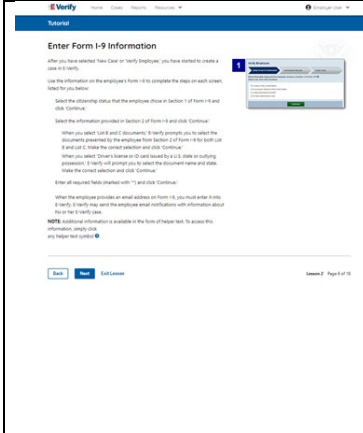 E Verify
Home Cases Reports Resources
Employer User
Tutorial
Enter Form I-9 Information
After you have selected 'New Case' or 'Verify Employee', you have started to create a
case in E-Verify.
Use the information on the employee's Form I-9 to complete the steps on each screen,
listed for you below:
Select the citizenship status that the employee chose in Section 1 of Form I-9 and
click 'Continue.'
Select the information provided in Section 2 of Form I-9 and click 'Continue.'
When you select 'List B and C documents,' E-Verify prompts you to select the
documents presented by the employee from Section 2 of Form I-9 for both List
B and List C. Make the correct selection and click 'Continue.'
When you select 'Driver's license or ID card issued by a U.S. state or outlying
possession,' E-Verify will prompt you to select the document name and state.
Make the correct selection and click 'Continue.'
Enter all required fields (marked with '*') and click 'Continue.'
When the employee provides an email address on Form I-9, you must enter it into
E-Verify. E-Verify may send the employee email notifications with information about
his or her E-Verify case.
NOTE: Additional information is available in the form of helper text. To access this
information, simply click
any helper text symbol
1
Back Next Exit Lesson
Lesson 2 Page 6 of 16